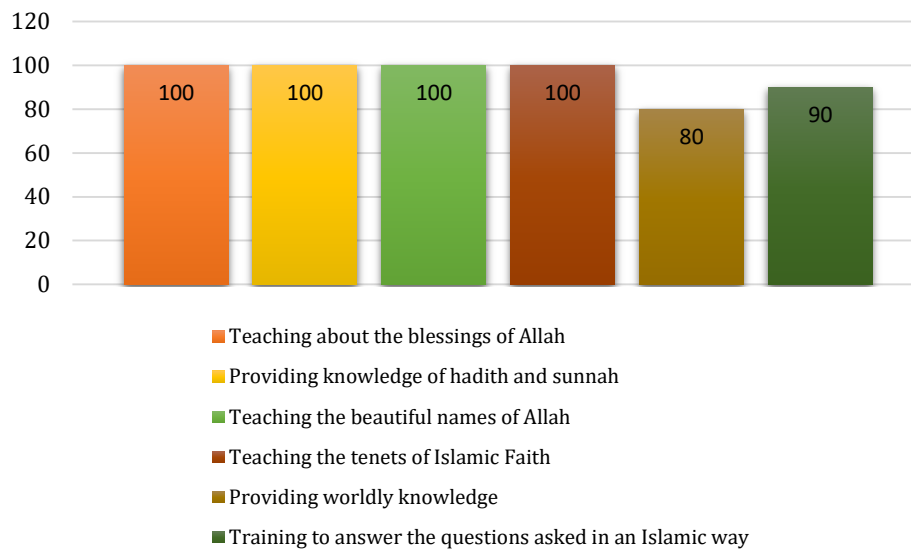 120
100
80
60
40
20
0
100
100
100
100
80
90
Teaching about the blessings of Allah
Providing knowledge of hadith and sunnah
Teaching the beautiful names of Allah
Teaching the tenets of Islamic Faith
Providing worldly knowledge
Training to answer the questions asked in an Islamic way